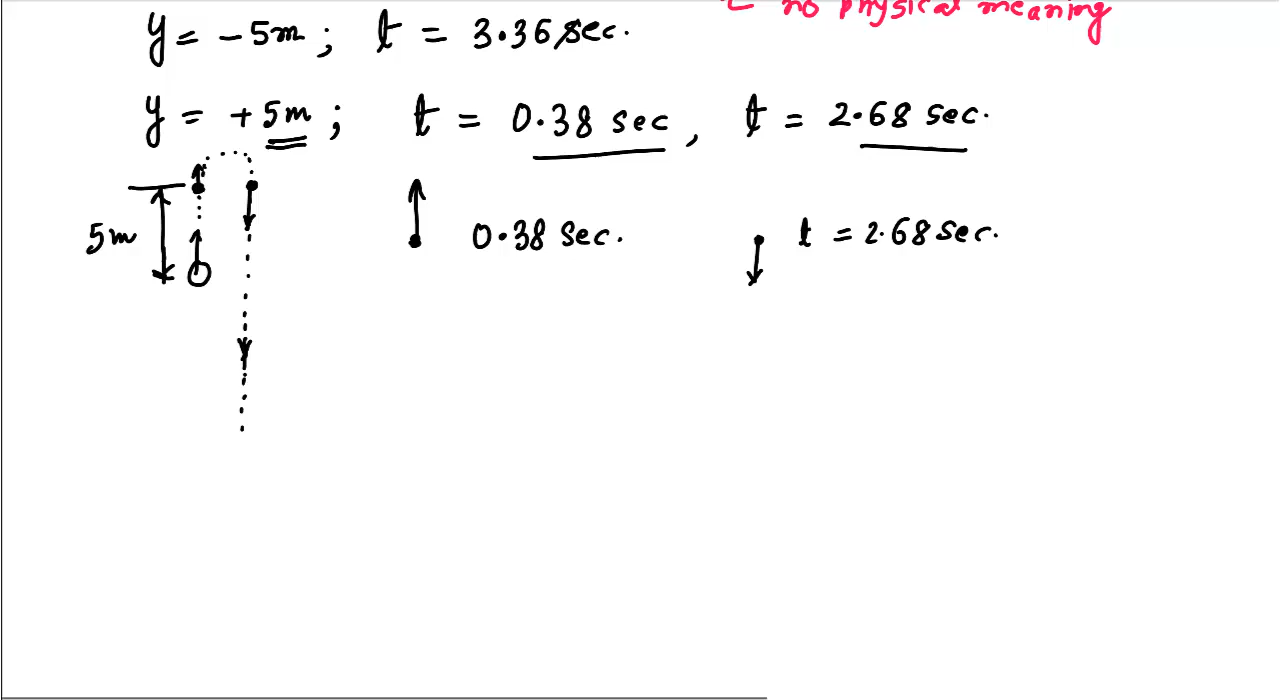 no physical meaning
y = -5m ; t = 3.36 sec.
y = +5m ; t = 0.38 sec , t = 2.68 sec.
5m 0.38 sec. t = 2.68 sec.